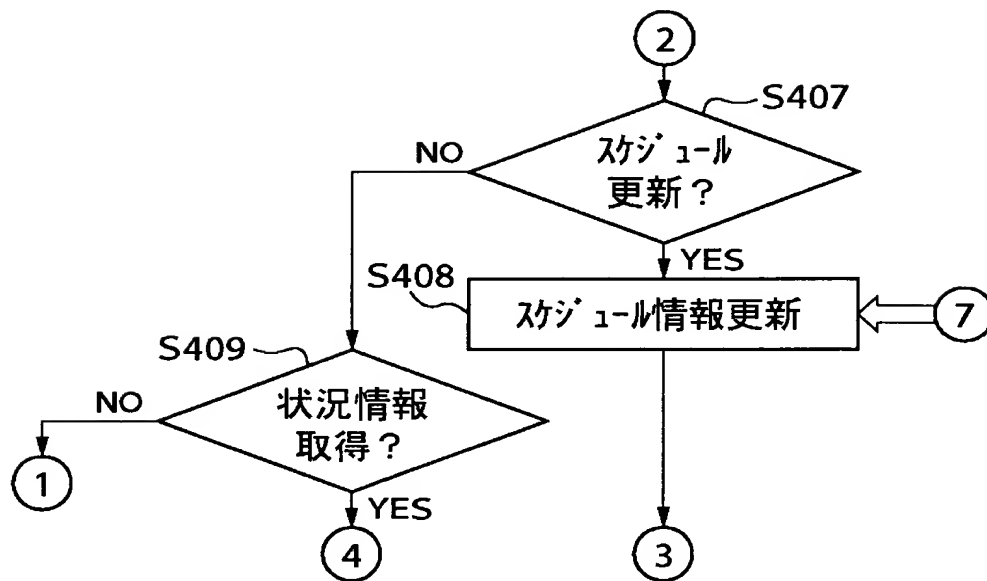 ②
S407
スケジュール
更新？
NO
YES
S408
スケジュール情報更新
⑦
S409
状況情報
取得？
NO
①
YES
④
③